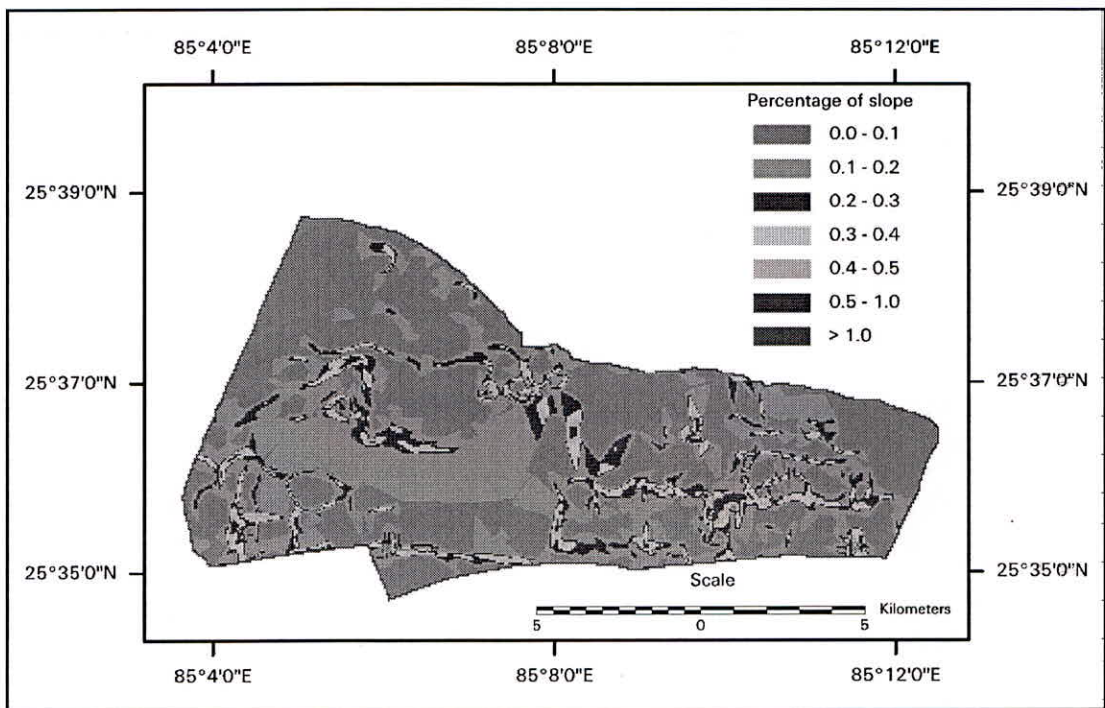 85°4'0"E 85°8'0"E 85°12'0"E
Percentage of slope
0.0 - 0.1
0.1 - 0.2
0.2 - 0.3
0.3 - 0.4
0.4 - 0.5
0.5 - 1.0
> 1.0
25°39'0"N 25°39'0"N
25°37'0"N 25°37'0"N
25°35'0"N 25°35'0"N
Scale
Kilometers
5 0 5
85°4'0"E 85°8'0"E 85°12'0"E